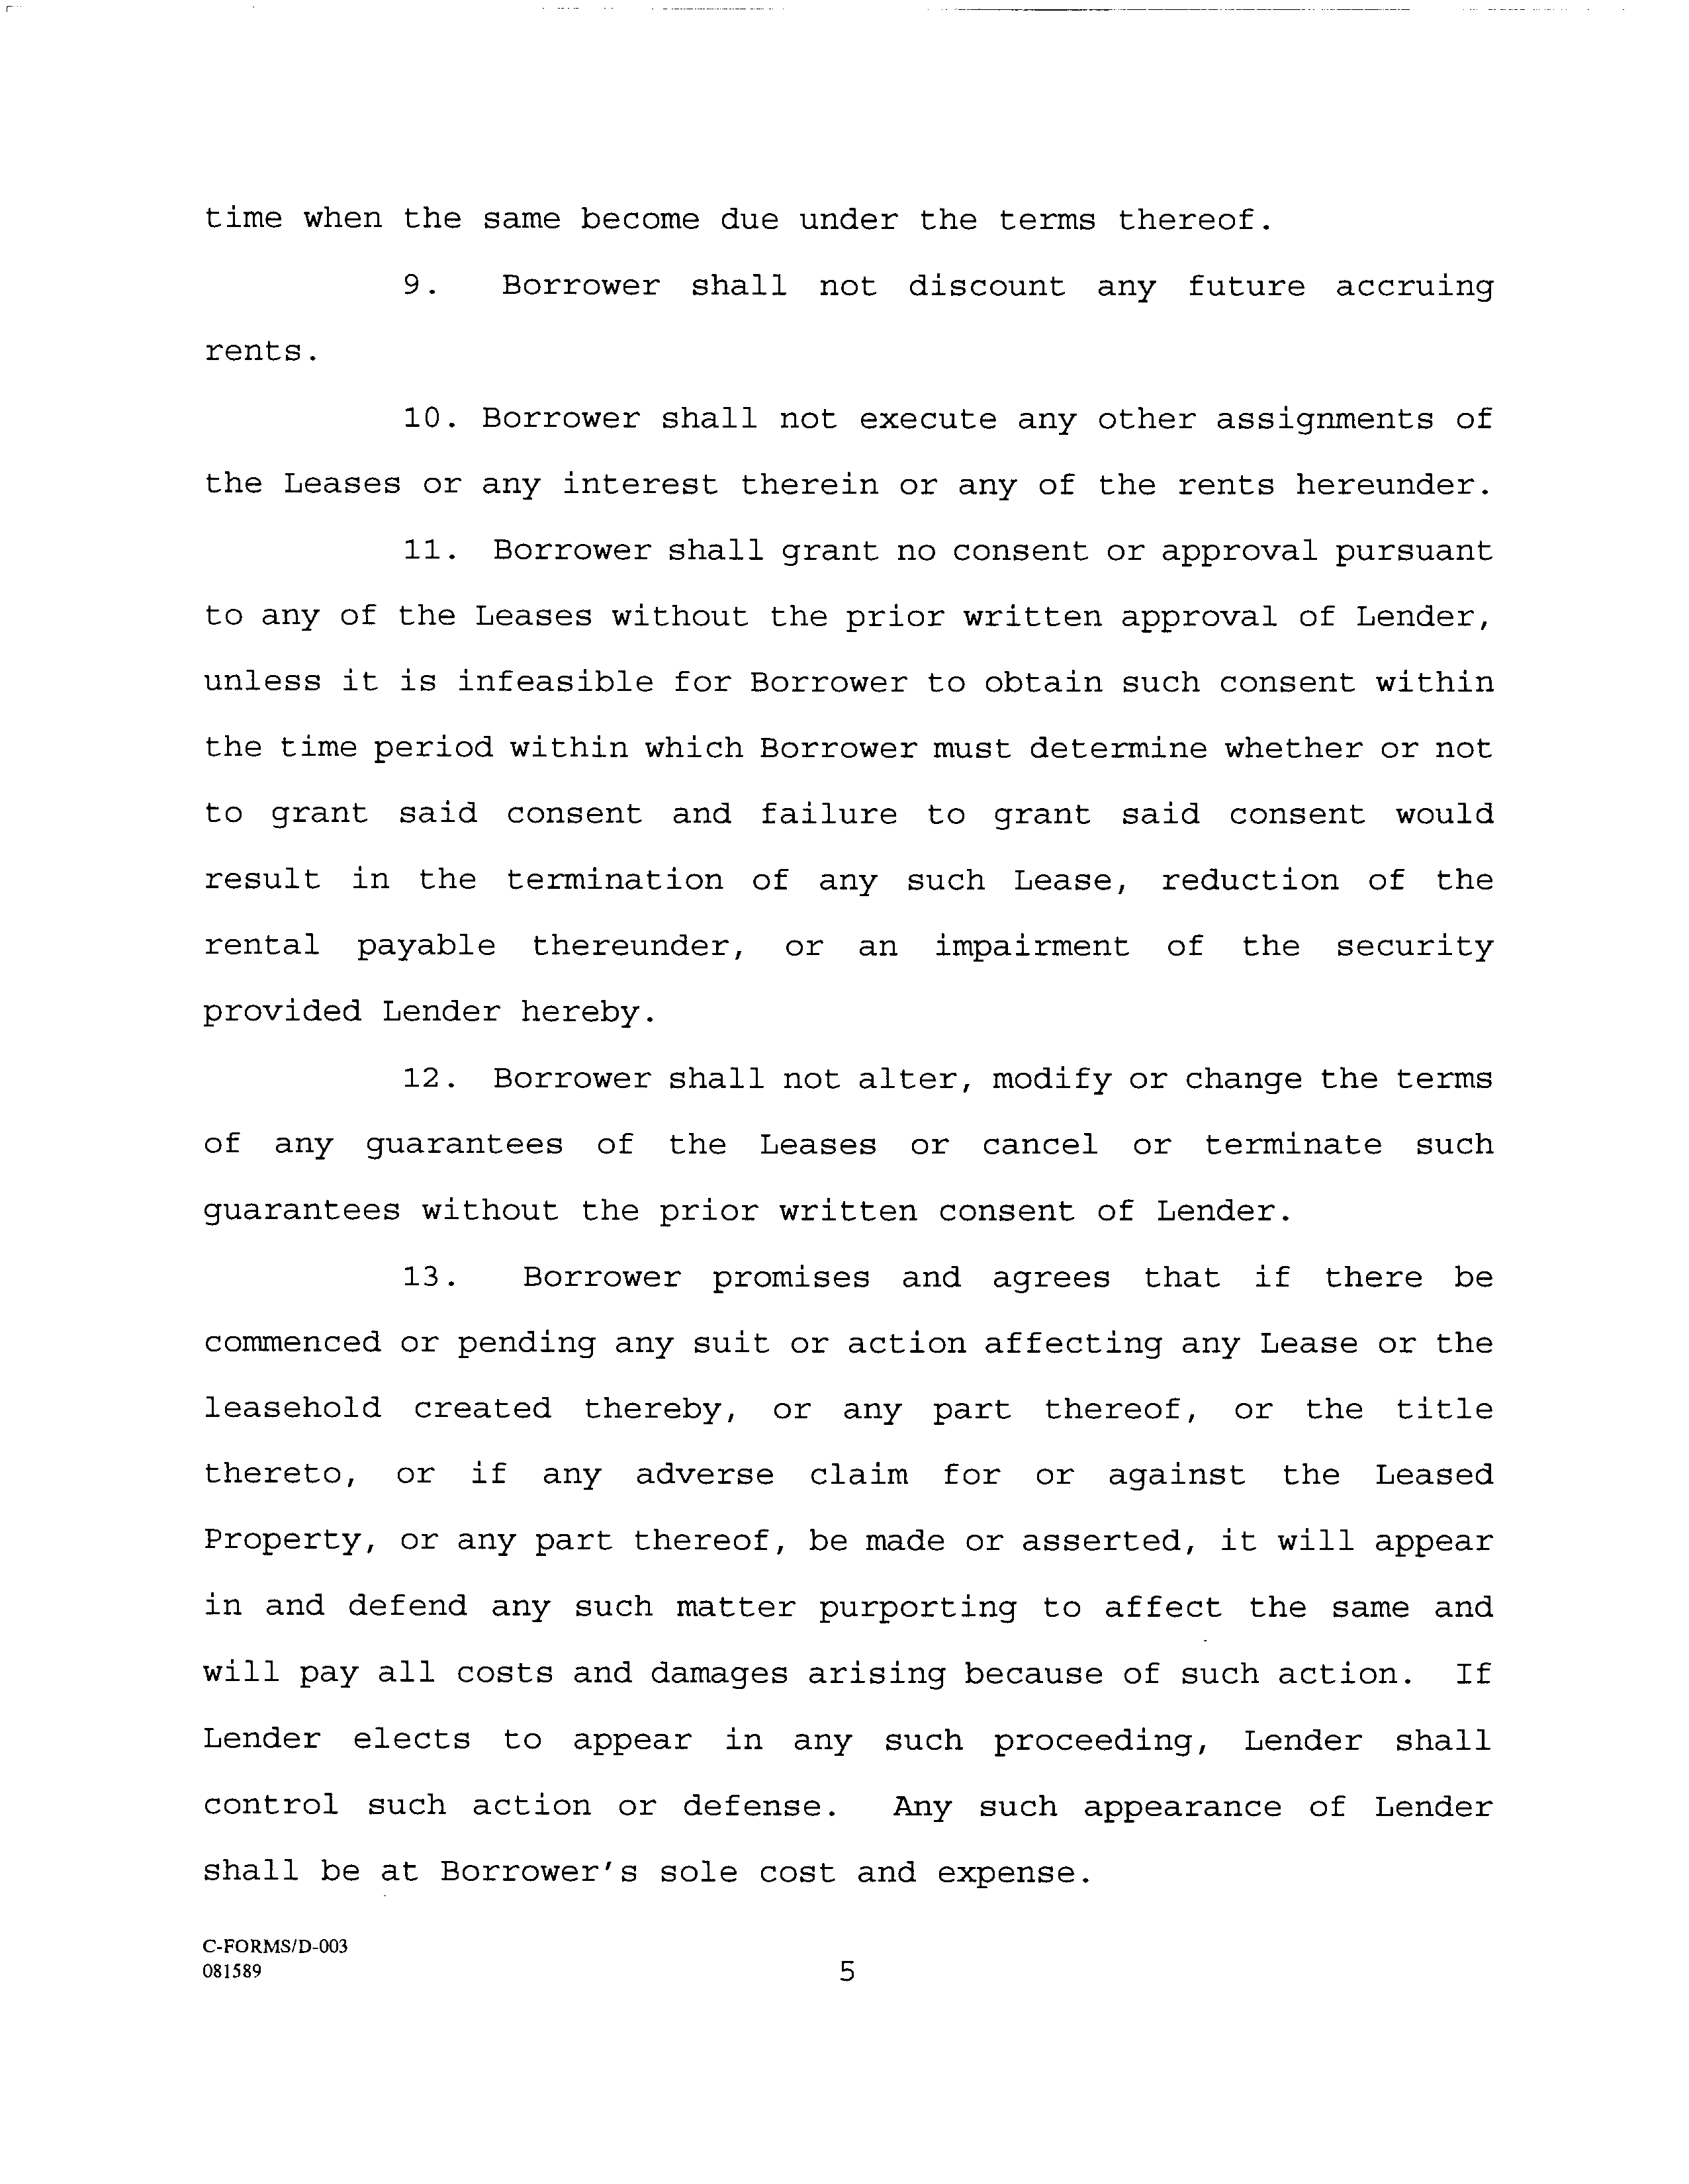 time when the same become due under the terms thereof.
9. Borrower shall not discount any future accruing
rents.
10. Borrower shall not execute any other assignments of
the Leases or any interest therein or any of the rents hereunder.
11. Borrower shall grant no consent or approval pursuant
to any of the Leases without the prior written approval of Lender,
unless it is infeasible for Borrower to obtain such consent within
the time period within which Borrower must determine whether or not
to grant said consent and failure to grant said consent would
result in the termination of any such Lease, reduction of the
rental payable thereunder, or an impairment of the security
provided Lender hereby.
12. Borrower shall not alter, modify or change the terms
of any guarantees of the Leases or cancel or terminate such
guarantees without the prior written consent of Lender.
13. Borrower promises and agrees that if there be
commenced or pending any suit or action affecting any Lease or the
leasehold created thereby, or any part thereof, or the title
thereto, or if any adverse claim for or against the Leased
Property, or any part thereof, be made or asserted, it will appear
in and defend any such matter purporting to affect the same and
will pay all costs and damages arising because of such action. If
Lender elects to appear in any such proceeding, Lender shall
control such action or defense. Any such appearance of Lender
shall be at Borrower's sole cost and expense.
C-FORMS/D-003
081589
5